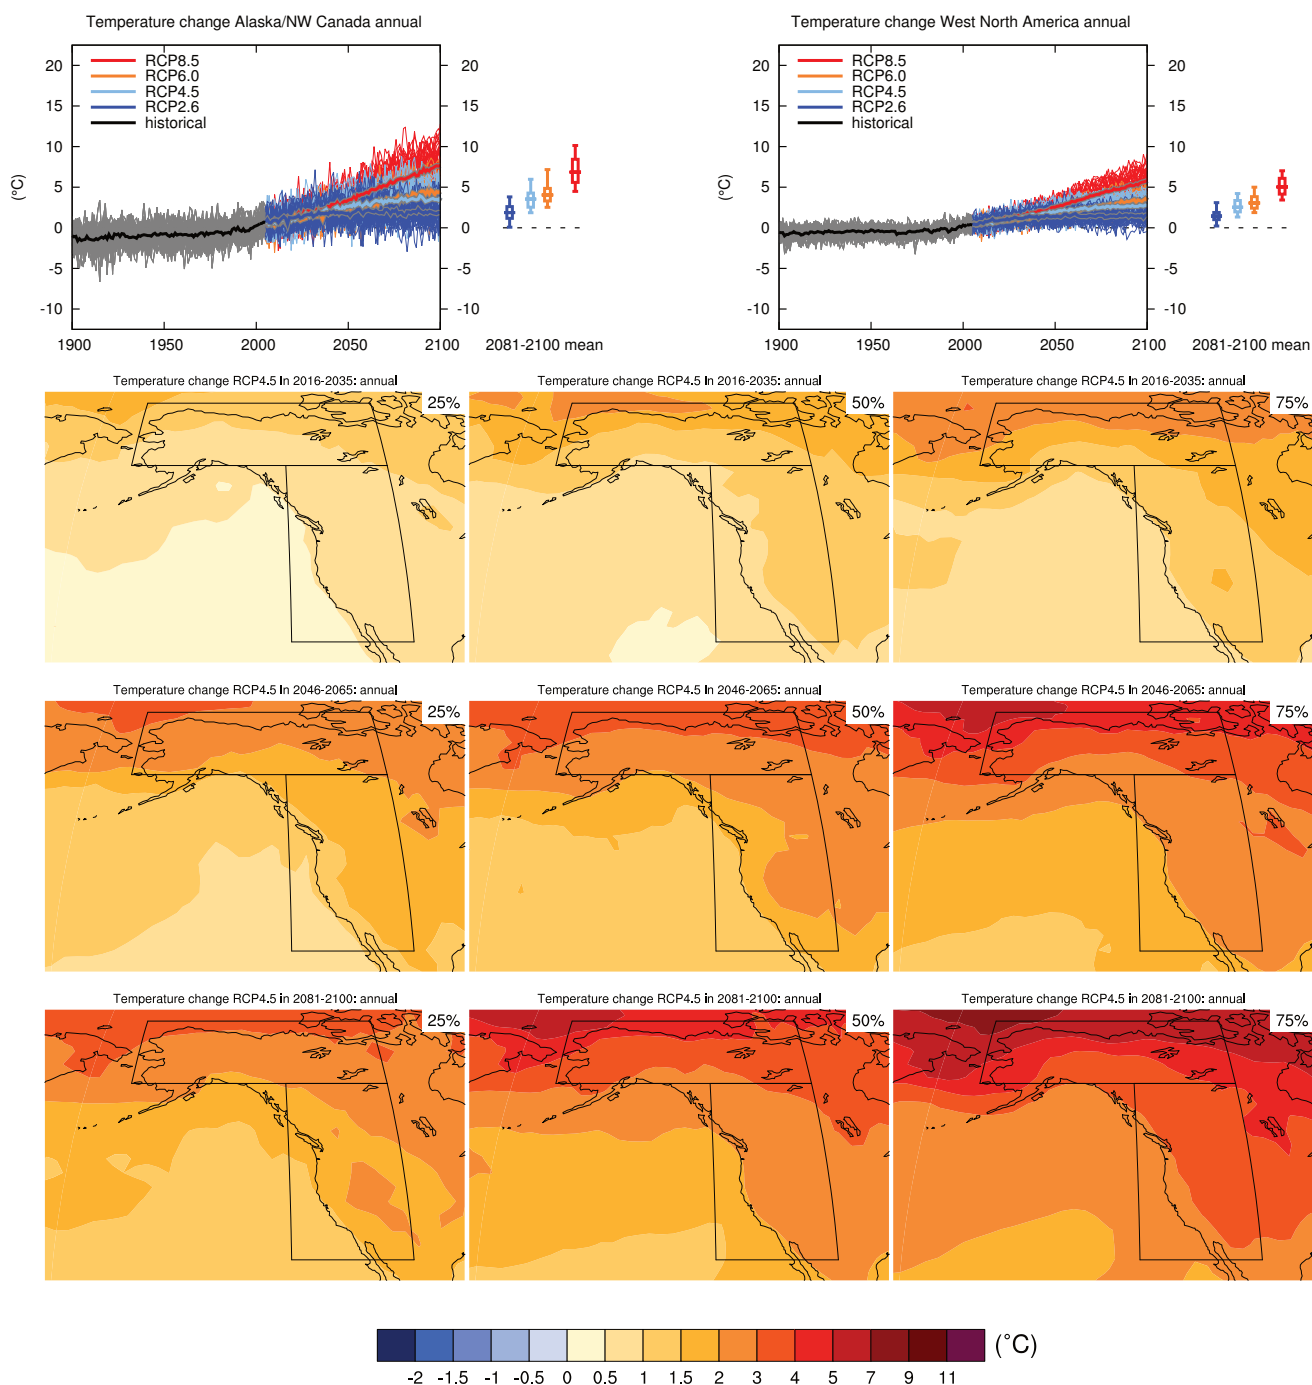 Temperature change Alaska/NW Canada annual
20
15
10
5
0
-5
-10
(°C)
RCP8.5
RCP6.0
RCP4.5
RCP2.6
historical
20
15
10
5
0
-5
-10
1900 1950 2000 2050 2100 2081-2100 mean
Temperature change West North America annual
20
15
10
5
0
-5
-10
(°C)
RCP8.5
RCP6.0
RCP4.5
RCP2.6
historical
20
15
10
5
0
-5
-10
1900 1950 2000 2050 2100 2081-2100 mean
Temperature change RCP4.5 in 2016-2035: annual
25%
Temperature change RCP4.5 in 2016-2035: annual
50%
Temperature change RCP4.5 in 2016-2035: annual
75%
Temperature change RCP4.5 in 2046-2065: annual
25%
Temperature change RCP4.5 in 2046-2065: annual
50%
Temperature change RCP4.5 in 2046-2065: annual
75%
Temperature change RCP4.5 in 2081-2100: annual
25%
Temperature change RCP4.5 in 2081-2100: annual
50%
Temperature change RCP4.5 in 2081-2100: annual
75%
(°C)
-2 -1.5 -1 -0.5 0 0.5 1 1.5 2 3 4 5 7 9 11